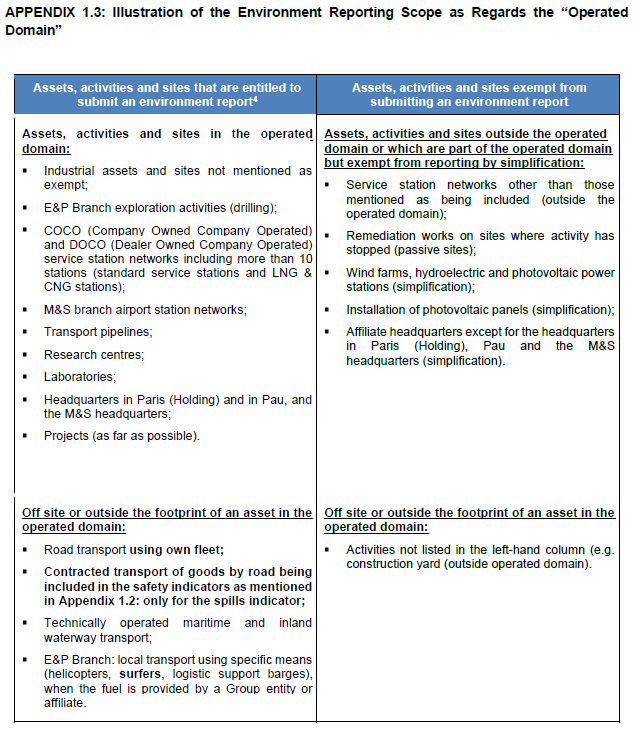 APPENDIX 1.3: Illustration of the Environment Reporting Scope as Regards the “Operated
Domain”
Assets, activities and sites that are entitled to
submit an environment report4
Assets, activities and sites exempt from
submitting an environment report
Assets, activities and sites in the operated
domain:
▪ Industrial assets and sites not mentioned as
exempt;
▪ E&P Branch exploration activities (drilling);
▪ COCO (Company Owned Company Operated)
and DOCO (Dealer Owned Company Operated)
service station networks including more than 10
stations (standard service stations and LNG &
CNG stations);
▪ M&S branch airport station networks;
▪ Transport pipelines;
▪ Research centres;
▪ Laboratories;
▪ Headquarters in Paris (Holding) and in Pau, and
the M&S headquarters;
▪ Projects (as far as possible).
Assets, activities and sites outside the operated
domain or which are part of the operated domain
but exempt from reporting by simplification:
▪ Service station networks other than those
mentioned as being included (outside the
operated domain);
▪ Remediation works on sites where activity has
stopped (passive sites);
▪ Wind farms, hydroelectric and photovoltaic power
stations (simplification);
▪ Installation of photovoltaic panels (simplification);
▪ Affiliate headquarters except for the headquarters
in Paris (Holding), Pau and the M&S
headquarters (simplification).
Off site or outside the footprint of an asset in the
operated domain:
▪ Road transport using own fleet;
▪ Contracted transport of goods by road being
included in the safety indicators as mentioned
in Appendix 1.2: only for the spills indicator;
▪ Technically operated maritime and inland
waterway transport;
▪ E&P Branch: local transport using specific means
(helicopters, surfers, logistic support barges),
when the fuel is provided by a Group entity or
affiliate.
Off site or outside the footprint of an asset in the
operated domain:
▪ Activities not listed in the left-hand column (e.g.
construction yard (outside operated domain).